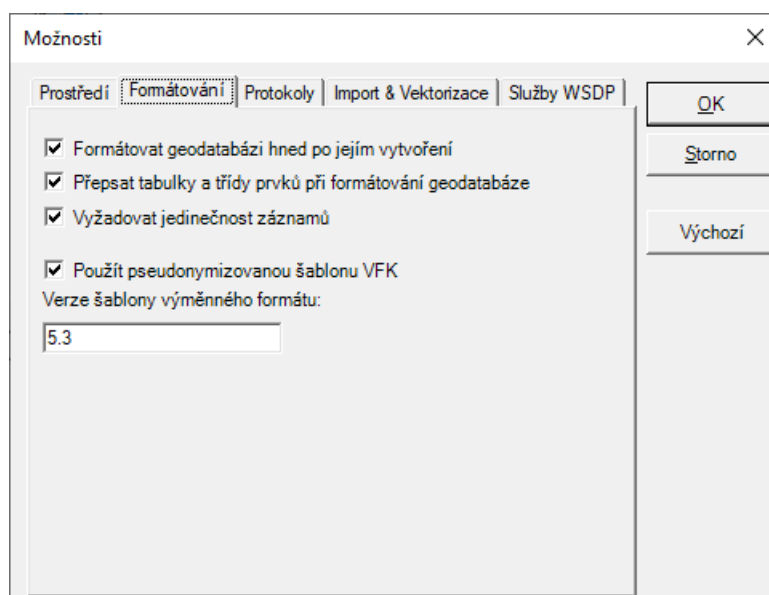 Možnosti
Prostředí Formátování Protokoly Import & Vektorizace Služby WSDP
OK
Formátovat geodatabázi hned po jejím vytvoření
Storno
Přepsat tabulky a třídy prvků při formátování geodatabáze
Vyžadovat jedinečnost záznamů
Výchozí
Použít pseudonymizovanou šablonu VFK
Verze šablony výměnného formátu:
5.3